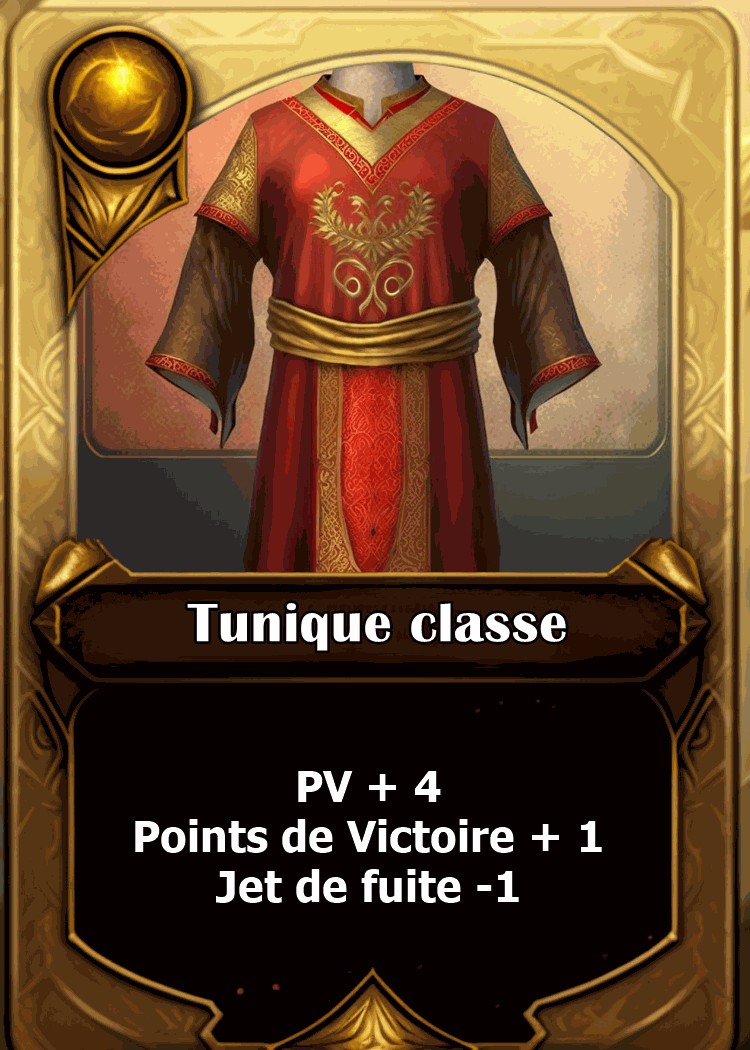 Tunique classe
PV + 4
Points de Victoire + 1
Jet de fuite -1